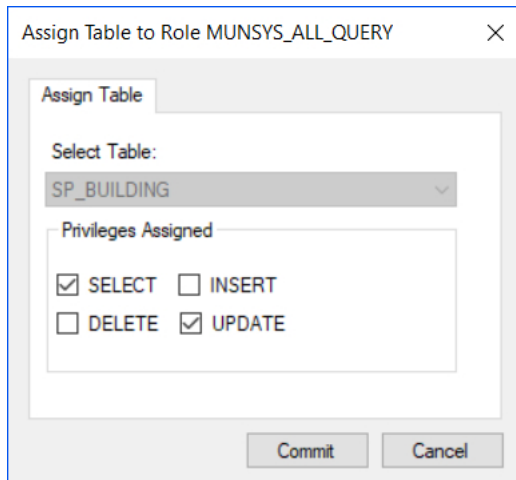 Assign Table to Role MUNSYS_ALL_QUERY
Assign Table
Select Table:
SP_BUILDING
Privileges Assigned
SELECT INSERT
DELETE UPDATE
Commit Cancel